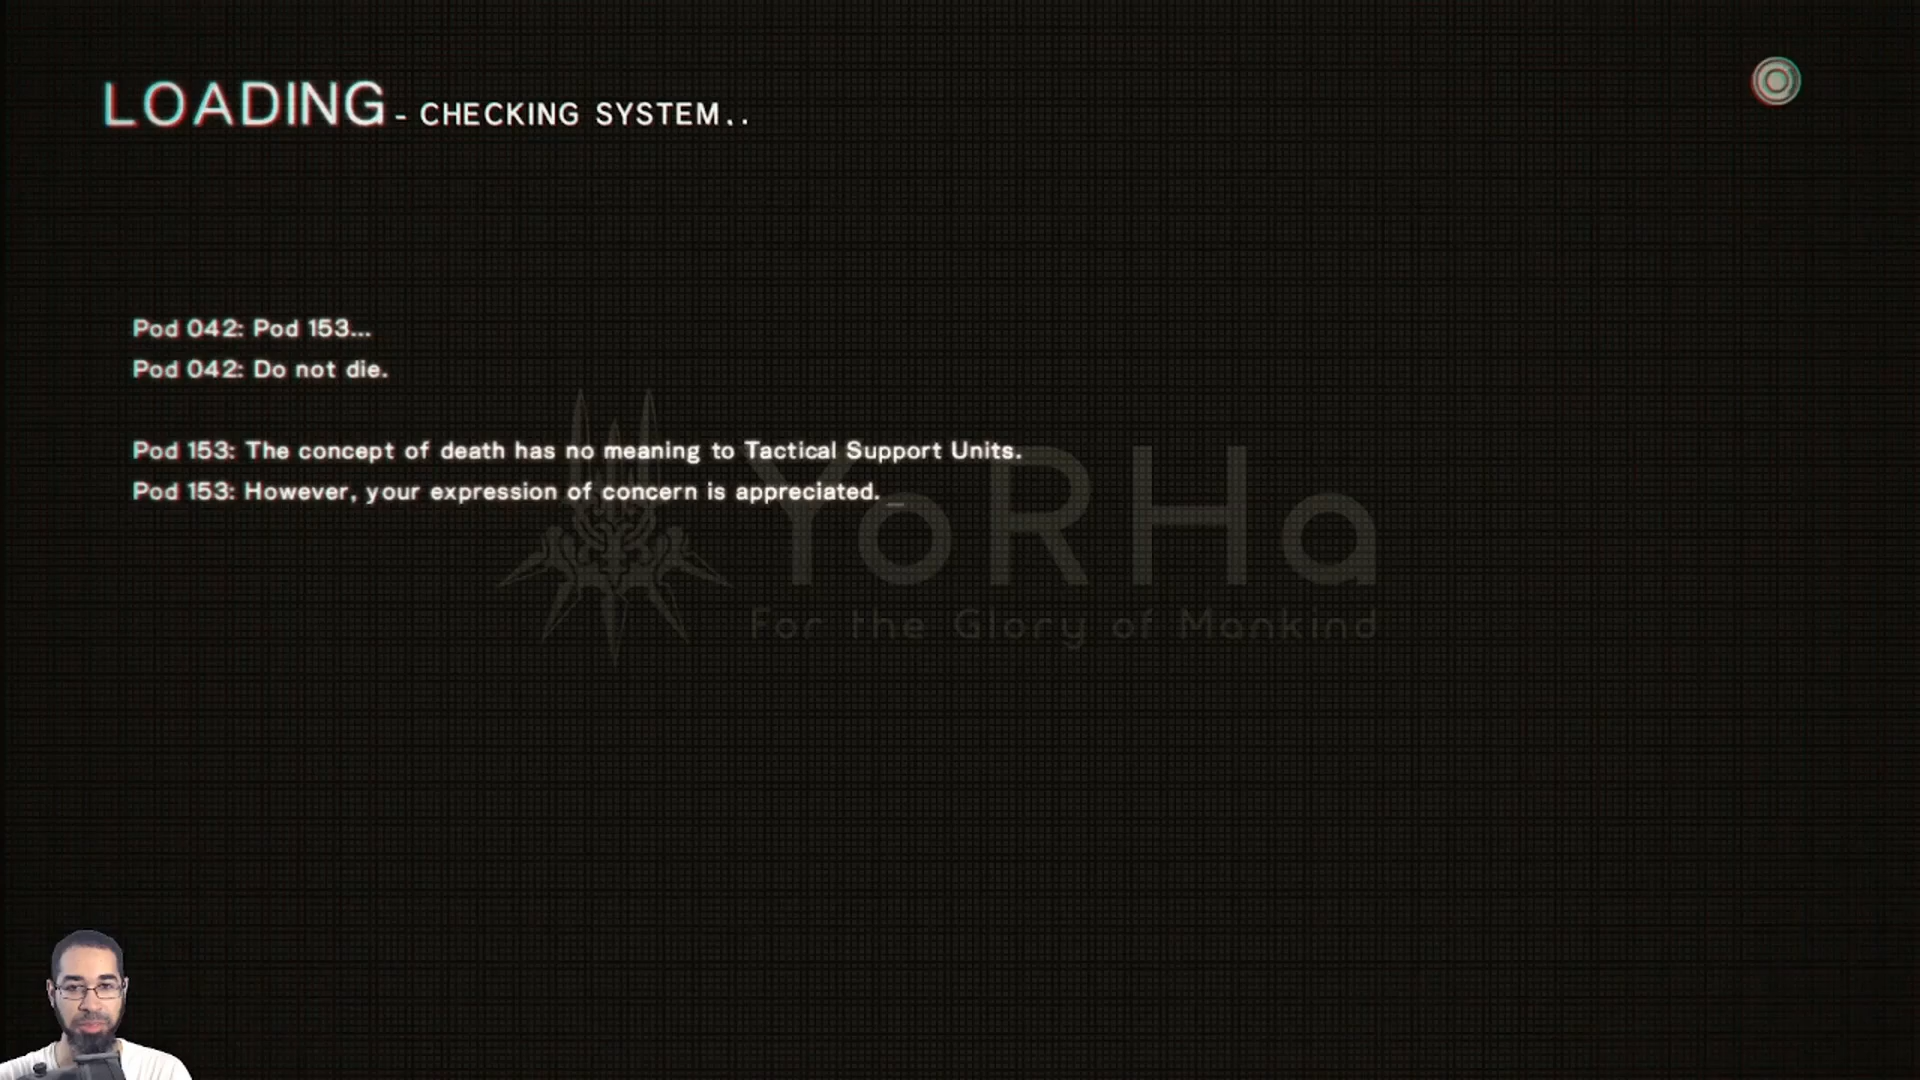 LOADING - CHECKING SYSTEM..
Pod 042: Pod 153...
Pod 042: Do not die.
Pod 153: The concept of death has no meaning to Tactical Support Units.
Pod 153: However, your expression of concern is appreciated. _
YoRHa
For the Glory of Mankind